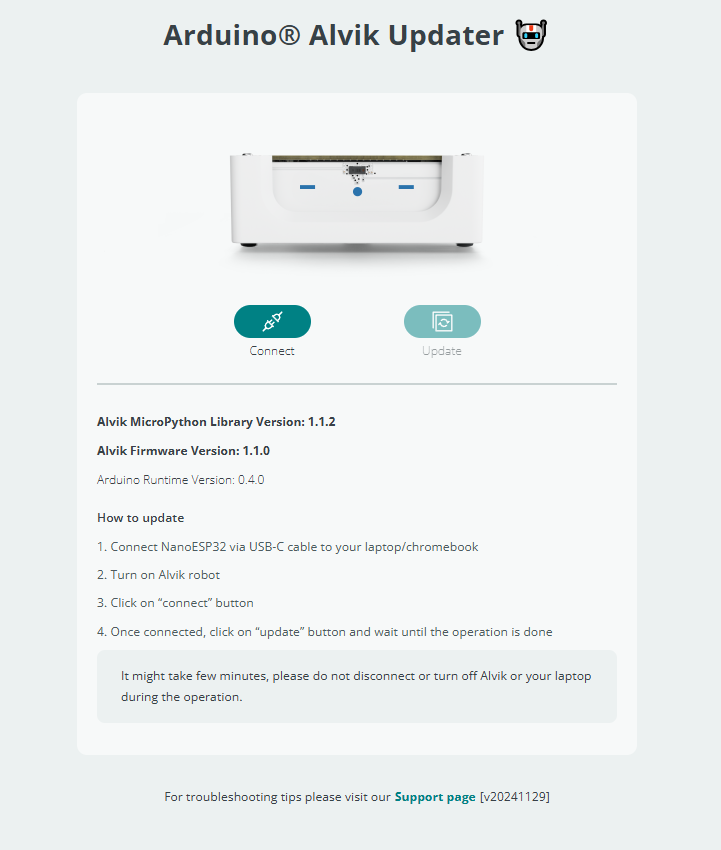 Arduino® Alvik Updater
Connect
Update
Alvik MicroPython Library Version: 1.1.2
Alvik Firmware Version: 1.1.0
Arduino Runtime Version: 0.4.0
How to update
1. Connect NanoESP32 via USB-C cable to your laptop/chromebook
2. Turn on Alvik robot
3. Click on “connect” button
4. Once connected, click on “update” button and wait until the operation is done
It might take few minutes, please do not disconnect or turn off Alvik or your laptop
during the operation.
For troubleshooting tips please visit our Support page [v20241129]